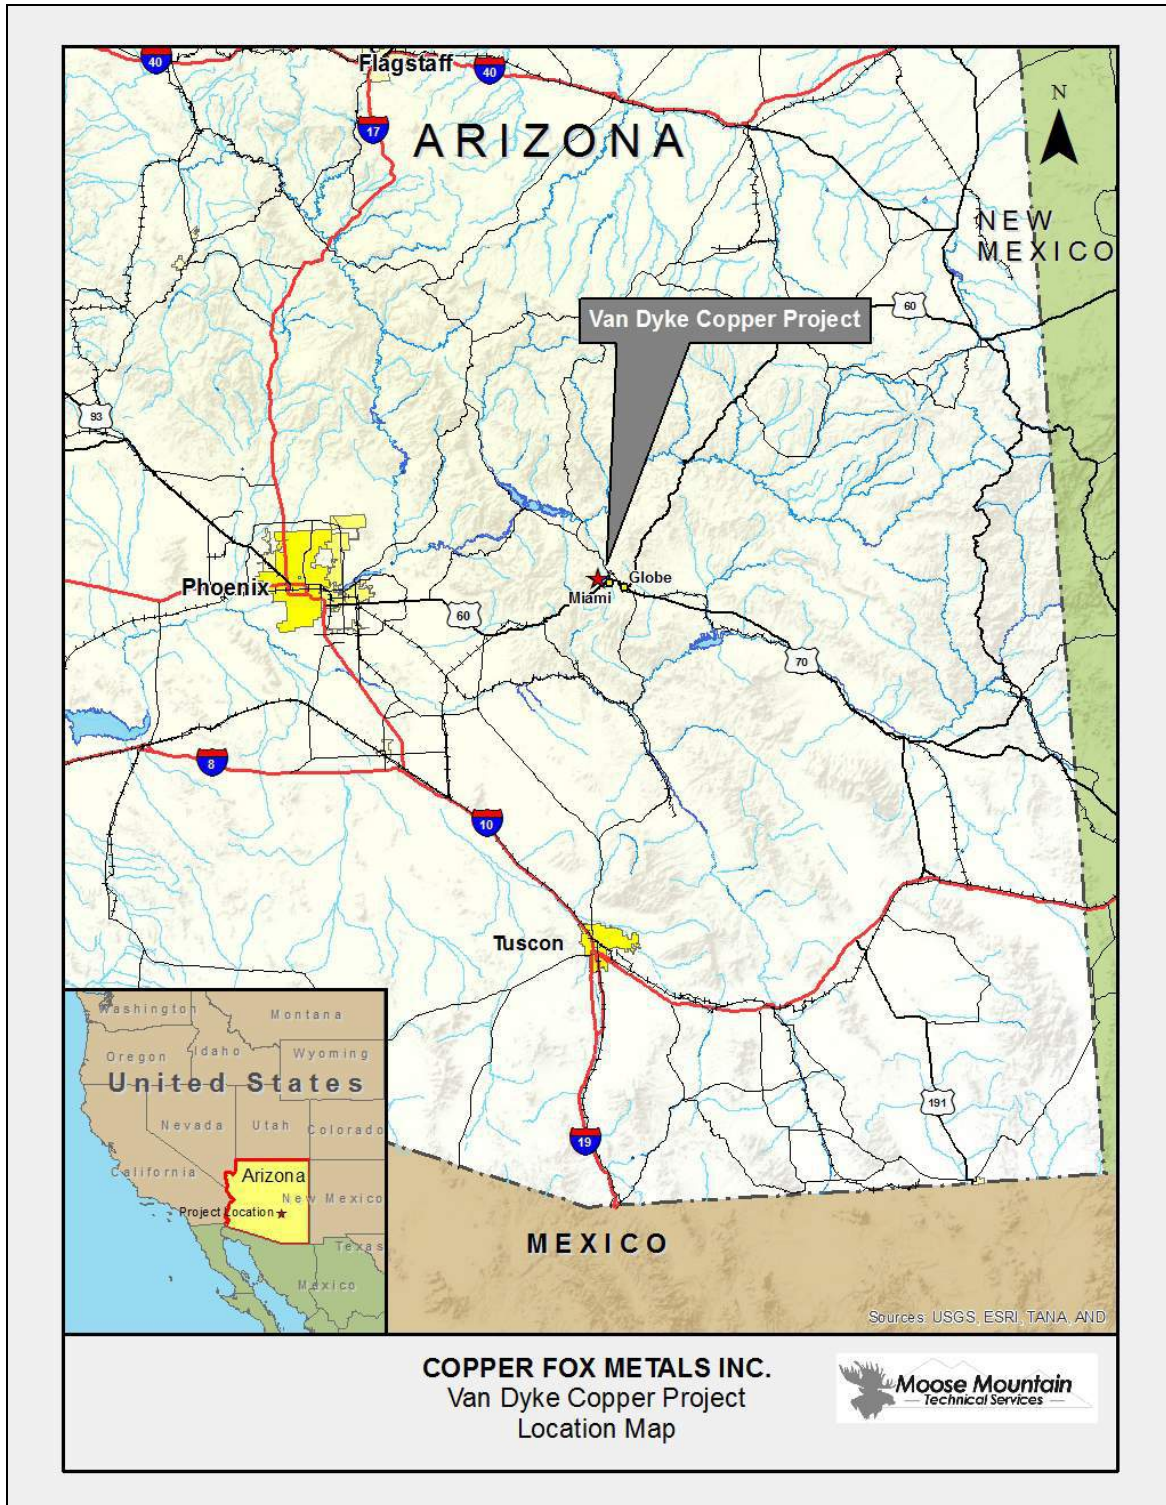 40
Flagstaff
40
17
ARIZONA
N
NEW
MEXICO
60
Van Dyke Copper Project
93
Globe
Miami
Phoenix
60
70
8
10
Tuscon
191
19
MEXICO
Washington
Montana
Oregon
Idaho
Wyoming
United States
Nevada
Utah
Colorado
California
Arizona
New Mexico
Project Location
Texas
Mexico
Sources: USGS, ESRI, TANA, AND
COPPER FOX METALS INC.
Van Dyke Copper Project
Location Map
Moose Mountain
Technical Services